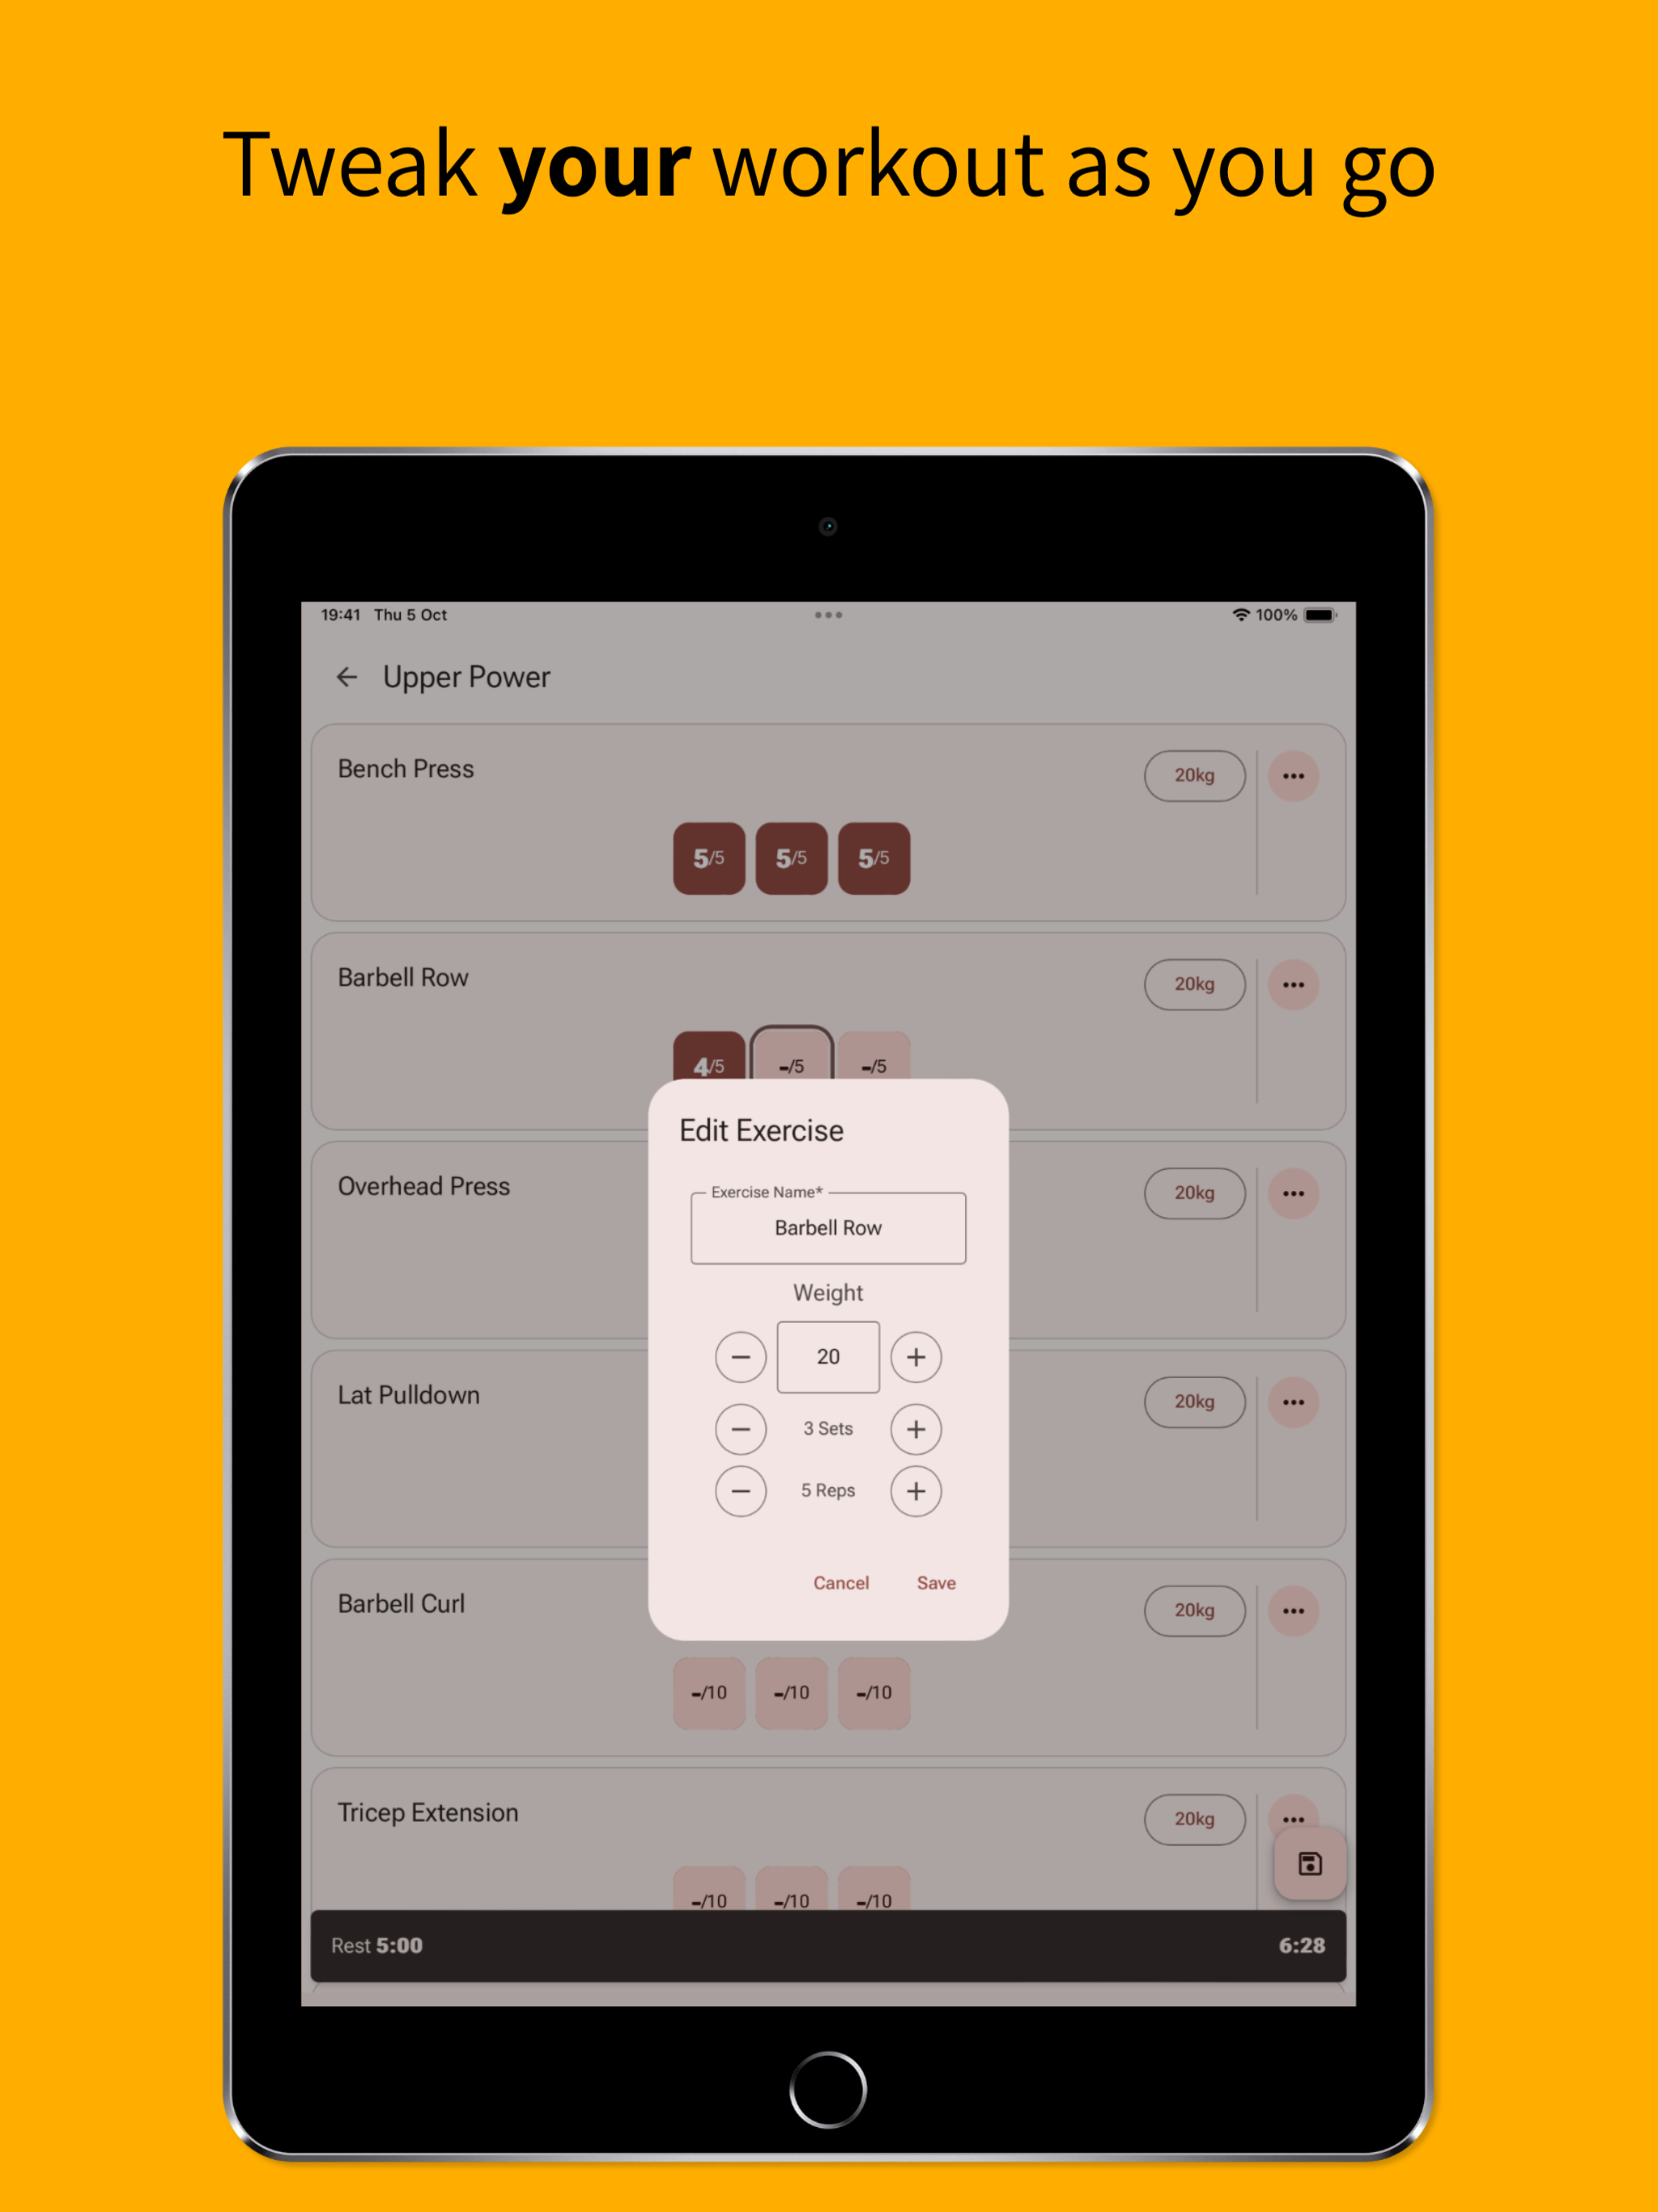 Tweak your workout as you go
19:41 Thu 5 Oct
100%
Upper Power
Bench Press
20kg
5/5 5/5 5/5
Barbell Row
20kg
4/5 -/5 -/5
Edit Exercise
Exercise Name*
Barbell Row
Weight
20
3 Sets
5 Reps
Cancel Save
Overhead Press
20kg
Lat Pulldown
20kg
Barbell Curl
20kg
-/10 -/10 -/10
Tricep Extension
20kg
-/10 -/10 -/10
Rest 5:00
6:28